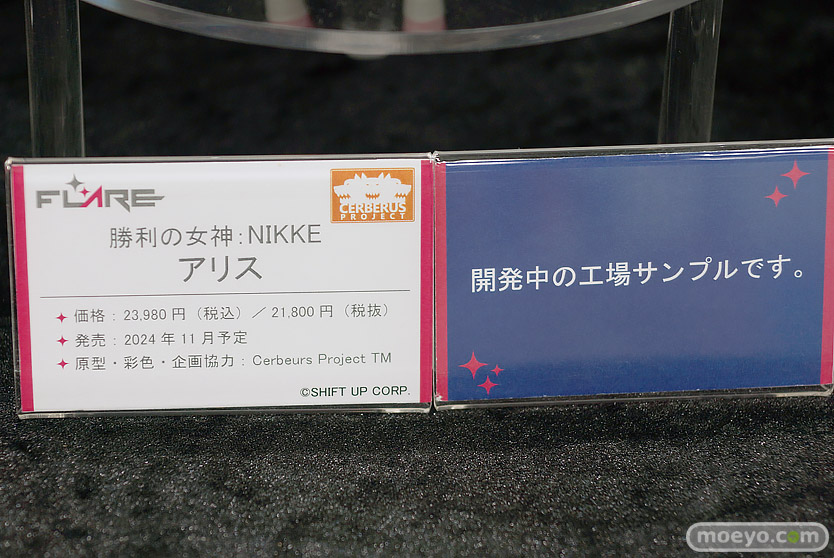 FLARE
CERBERUS
PROJECT
勝利の女神：NIKKE
アリス
価格：23,980円（税込）／21,800円（税抜）
発売：2024年11月予定
原型・彩色・企画協力：Cerbeurs Project TM
©SHIFT UP CORP.
開発中の工場サンプルです。
moeyo.com